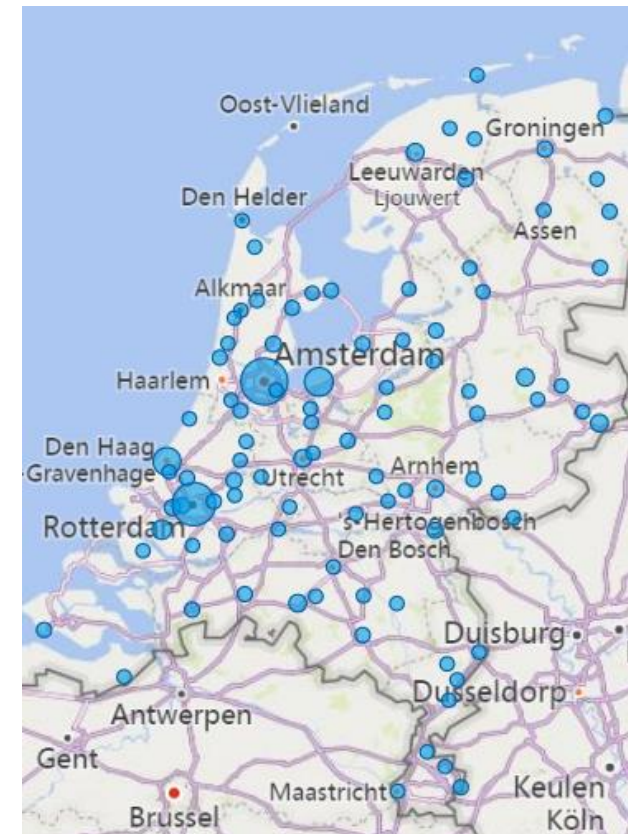 Oost-Vlieland
Groningen
Leeuwarden
Ljouwert
Den Helder
Assen
Alkmaar
Amsterdam
Haarlem
Den Haag
-Gravenhage
Utrecht
Arnhem
Rotterdam
's-Hertogenbosch
Den Bosch
Duisburg
Dusseldorp
Antwerpen
Gent
Maastricht
Keulen
Köln
Brussel